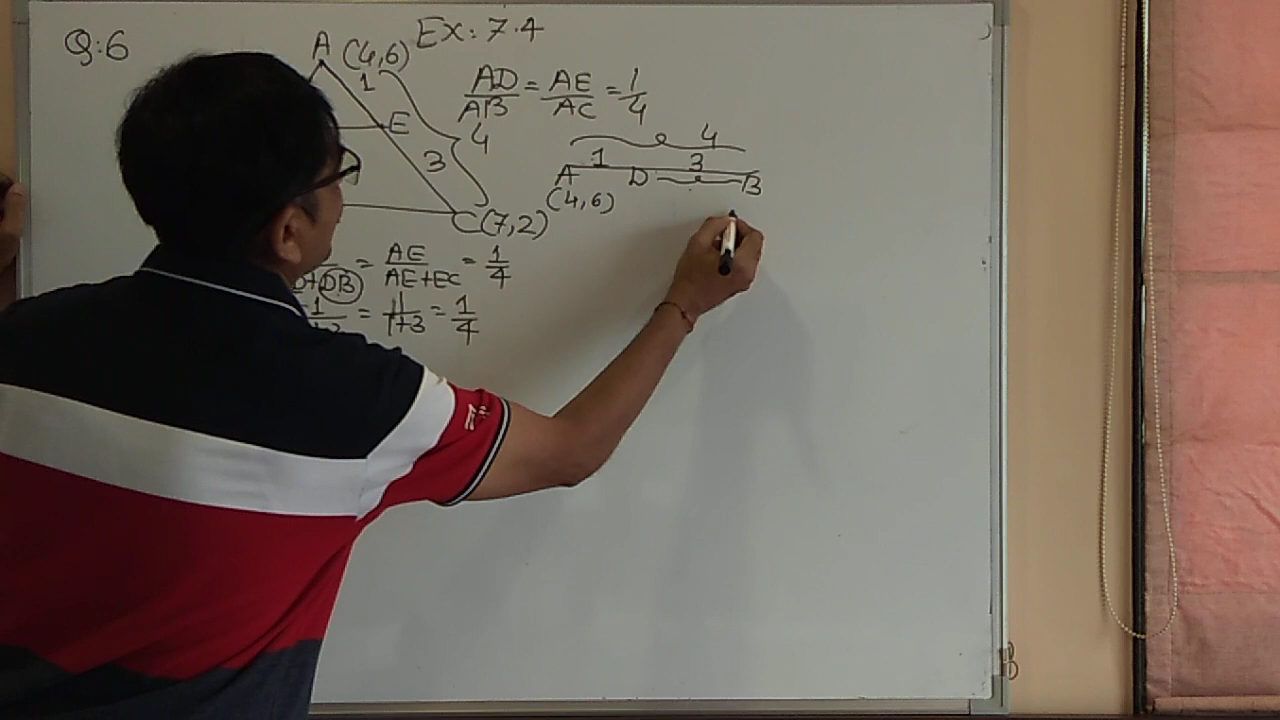 Q:6
Ex: 7.4
A (4,6)
1
E
4
3
C(7,2)
AD/AB = AE/AC = 1/4
4
1 3
A D B
(4,6)
= AE/AE+EC = 1/4
DB
= 1/1+3 = 1/4